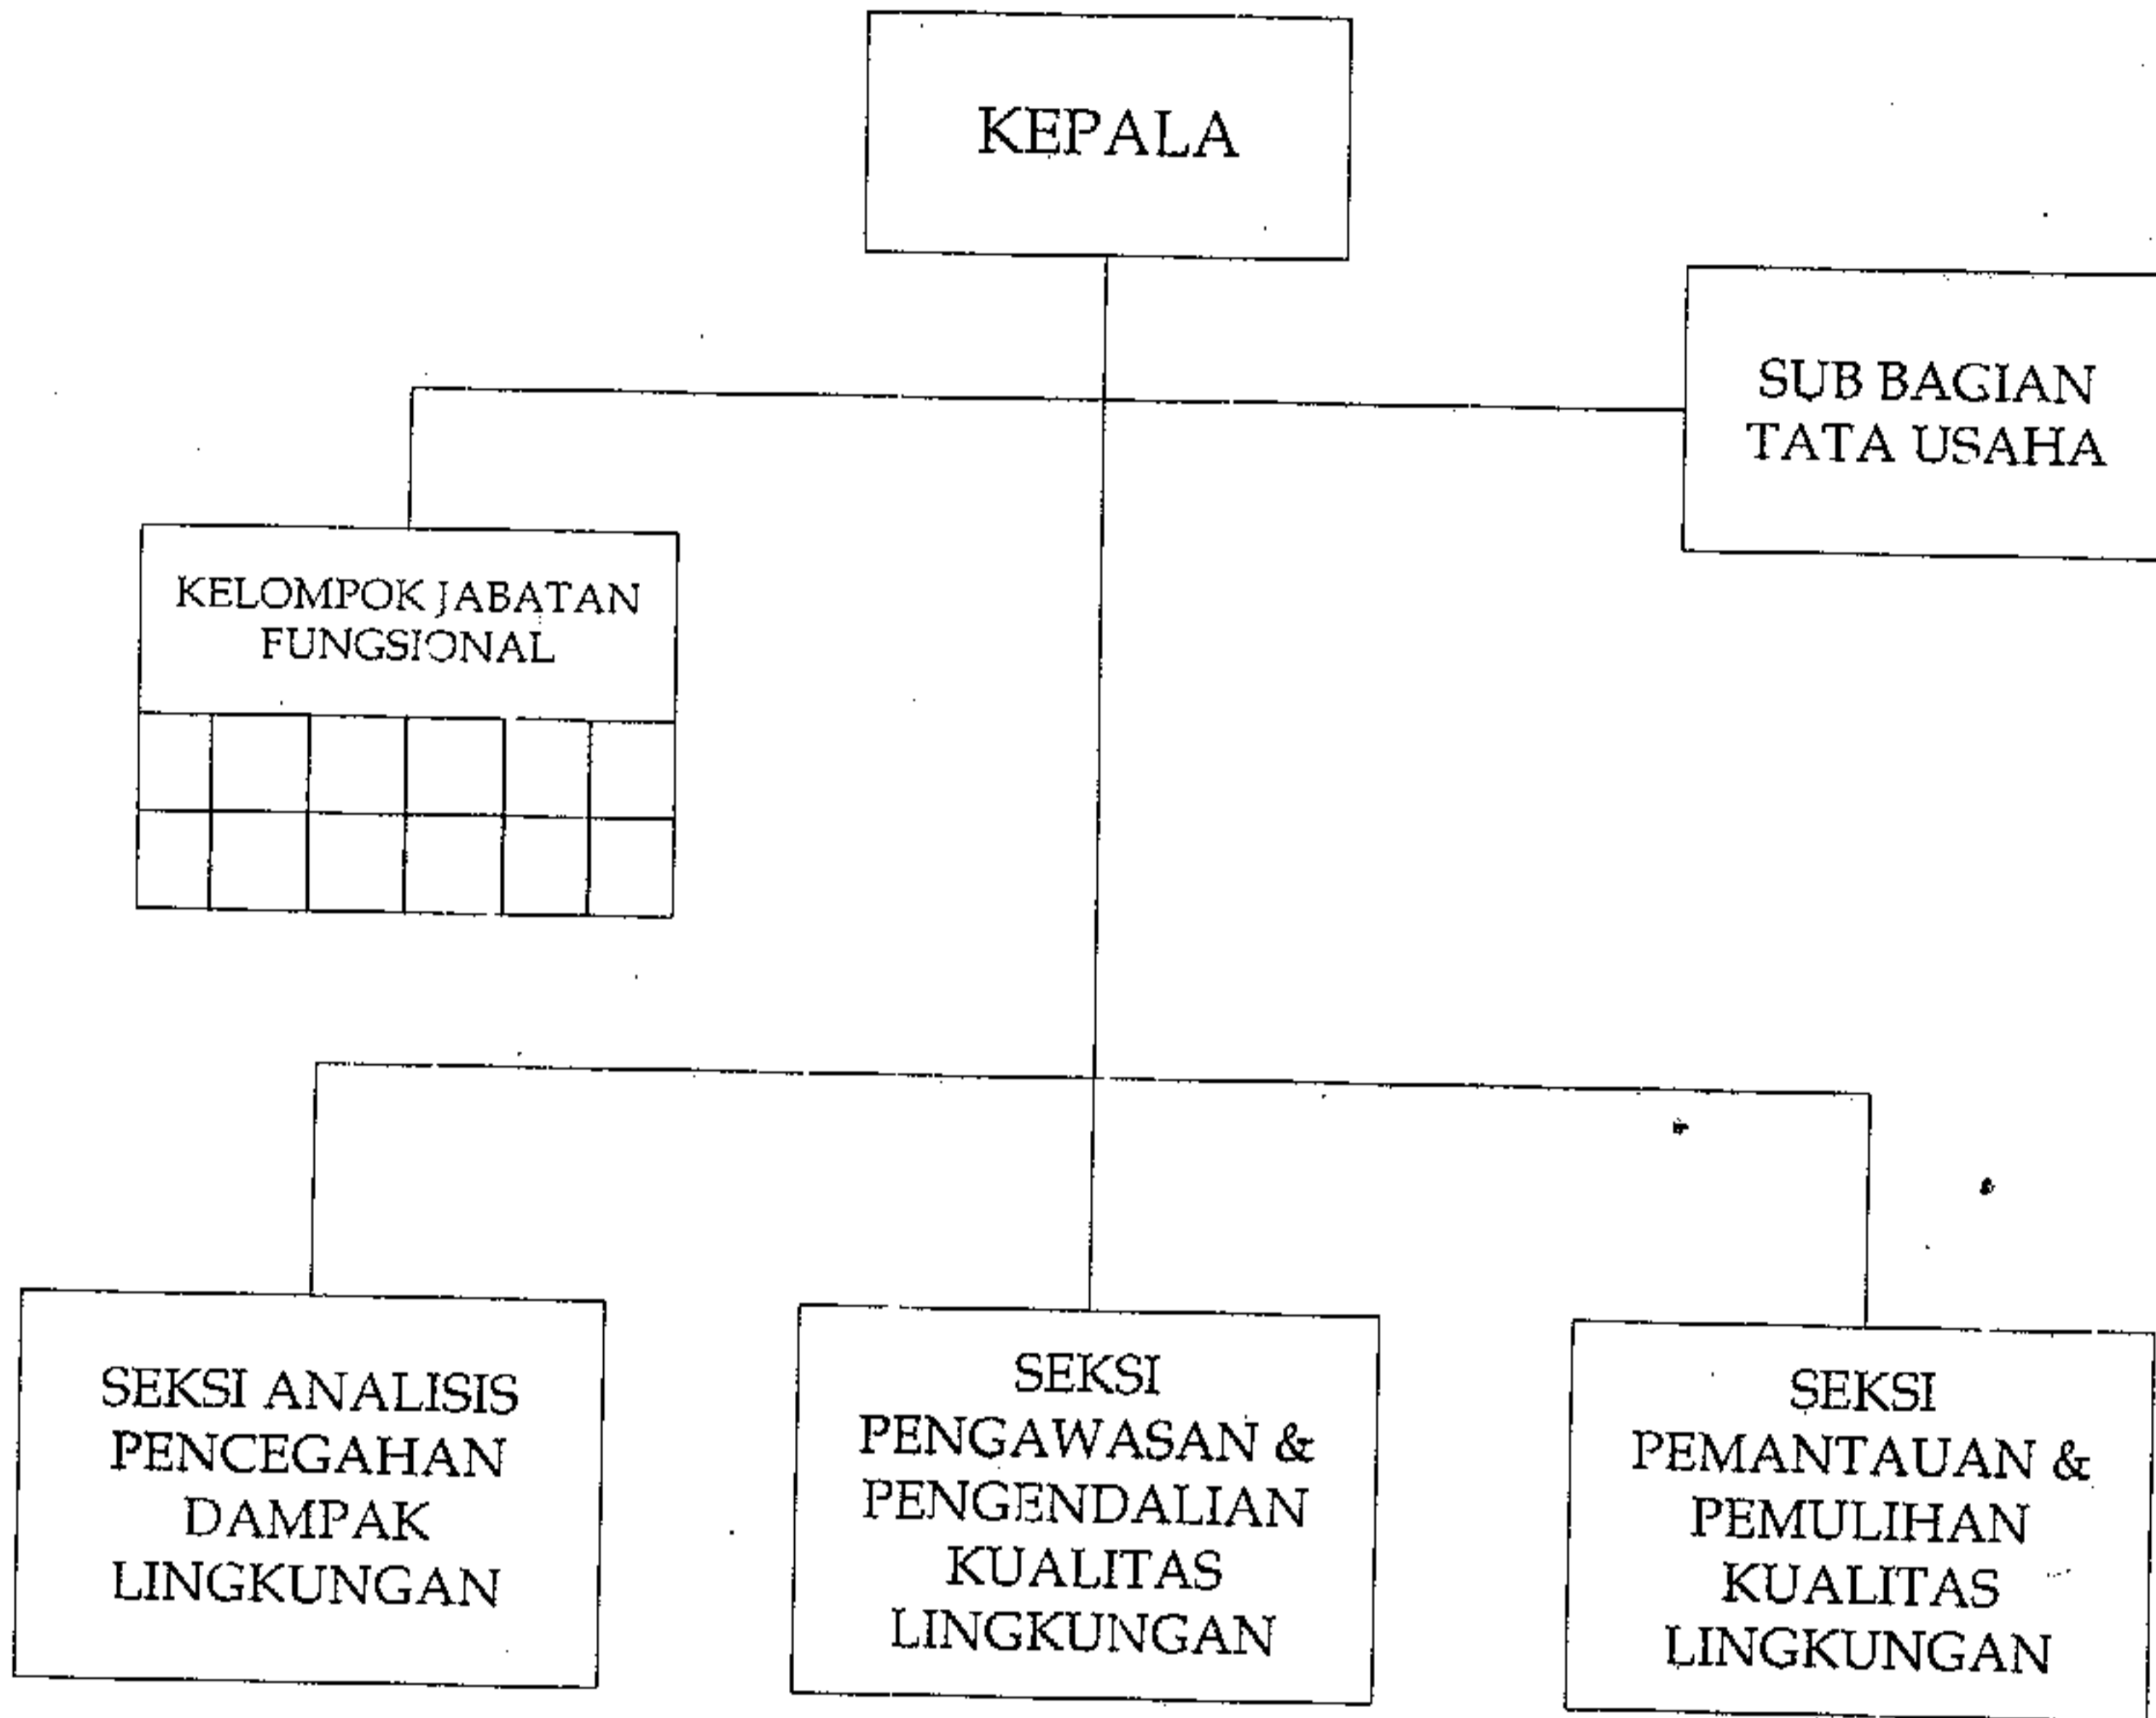 KEPALA
SUB BAGIAN
TATA USAHA
KELOMPOK JABATAN
FUNGSIONAL
SEKSI ANALISIS
PENCEGAHAN
DAMPAK
LINGKUNGAN
SEKSI
PENGAWASAN &
PENGENDALIAN
KUALITAS
LINGKUNGAN
SEKSI
PEMANTAUAN &
PEMULIHAN
KUALITAS
LINGKUNGAN